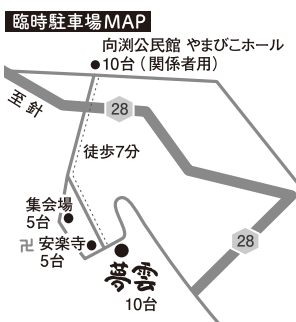 臨時駐車場MAP
向渕公民館 やまびこホール
10台（関係者用）
至針
28
徒歩7分
集会場
5台
卍
安楽寺
5台
夢雲
10台
28